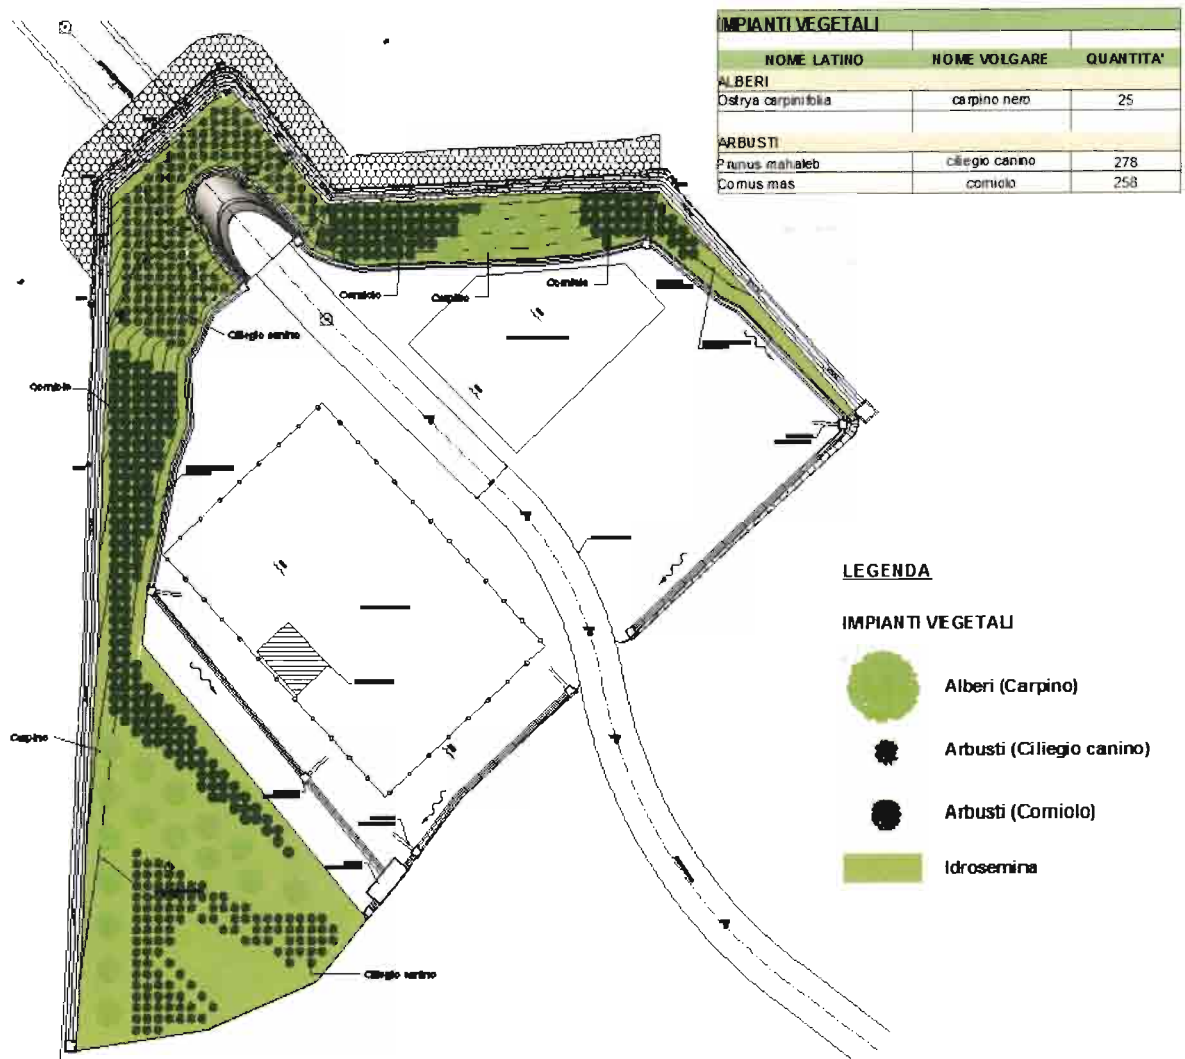 IMPIANTI VEGETALI
NOME LATINO NOME VOLGARE QUANTITA'
ALBERI
Ostrya carpinifolia carpino nero 25
ARBUSTI
Prunus mahaleb ciliegio canino 278
Cornus mas corniolo 258
Corniolo
Carpino
Corniolo
Ciliegio canino
Corniolo
Carpino
Ciliegio canino
LEGENDA
IMPIANTI VEGETALI
Alberi (Carpino)
Arbusti (Ciliegio canino)
Arbusti (Corniolo)
Idrosemina